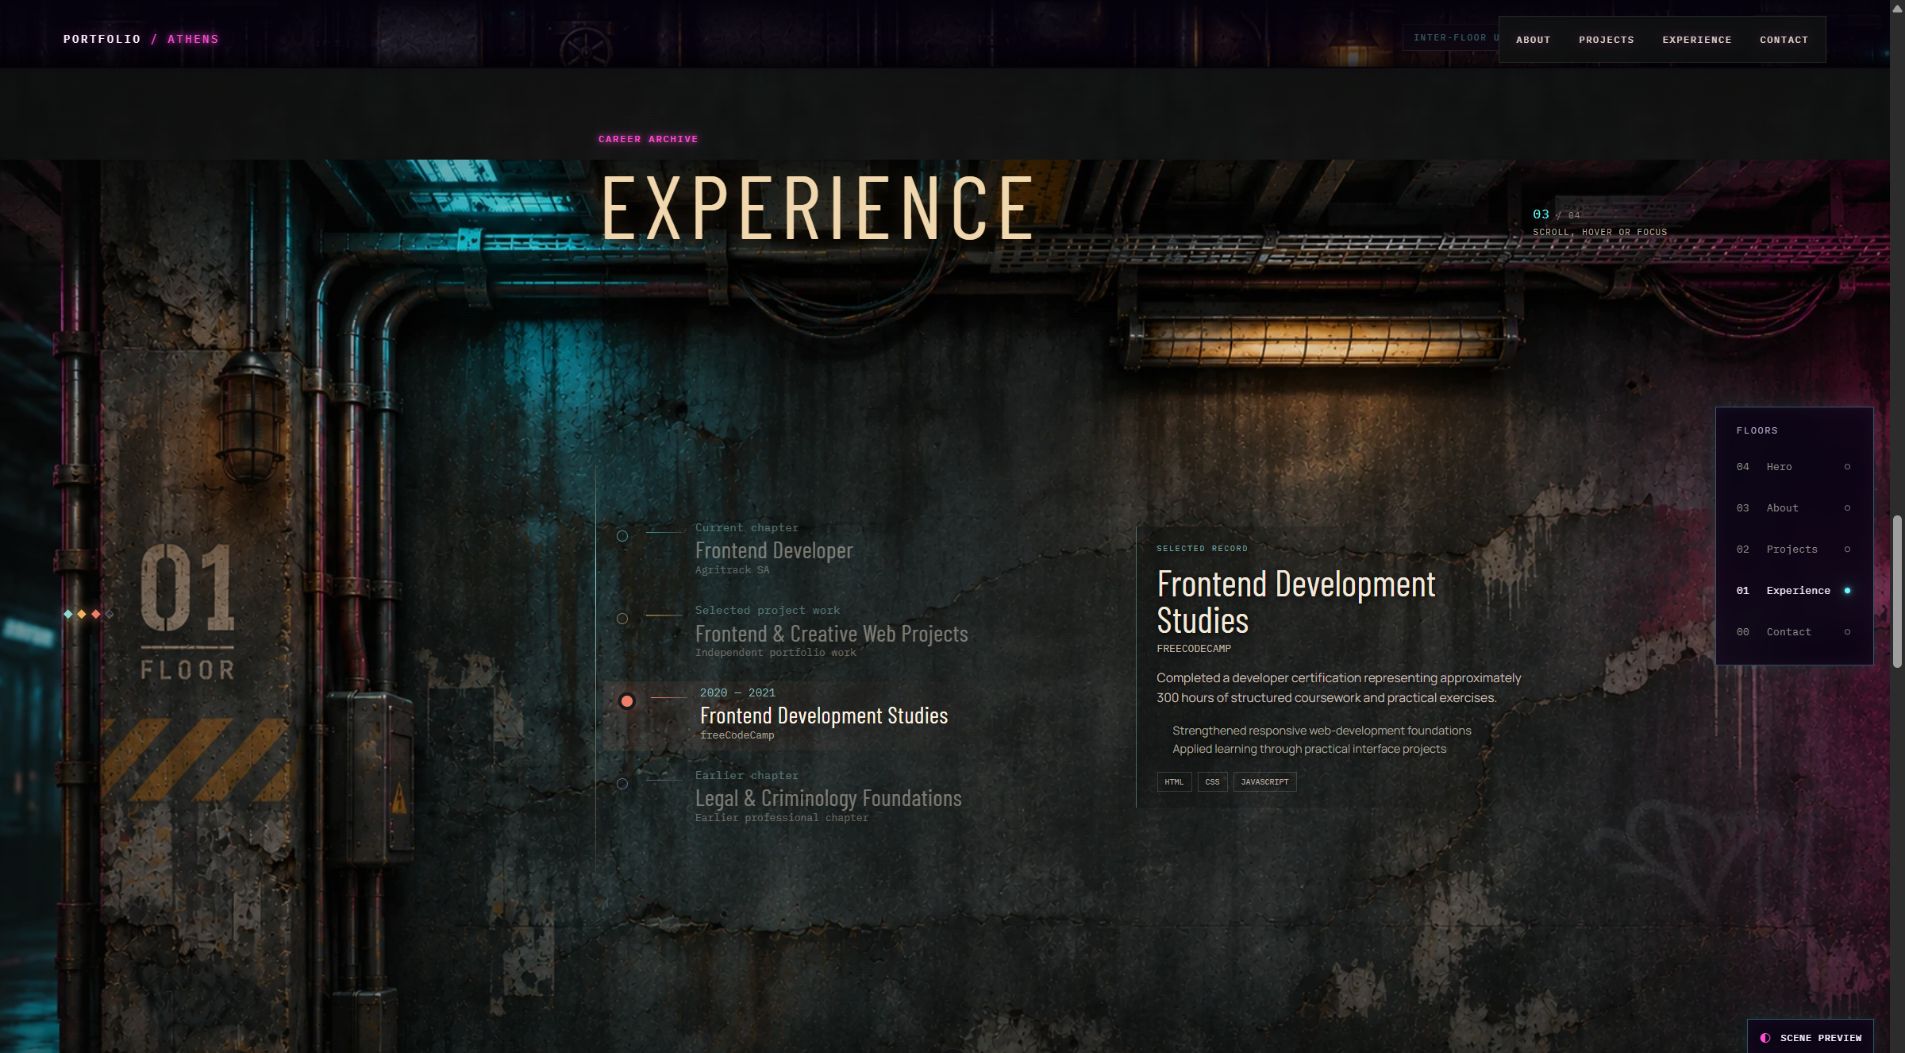 PORTFOLIO / ATHENS
INTER-FLOOR U
ABOUT PROJECTS EXPERIENCE CONTACT
CAREER ARCHIVE
EXPERIENCE
03 / 04
SCROLL, HOVER OR FOCUS
01
FLOOR
Current chapter
Frontend Developer
Agritrack SA
Selected project work
Frontend & Creative Web Projects
Independent portfolio work
2020 — 2021
Frontend Development Studies
freeCodeCamp
Earlier chapter
Legal & Criminology Foundations
Earlier professional chapter
SELECTED RECORD
Frontend Development
Studies
FREECODECAMP
Completed a developer certification representing approximately
300 hours of structured coursework and practical exercises.
Strengthened responsive web-development foundations
Applied learning through practical interface projects
HTML CSS JAVASCRIPT
FLOORS
04 Hero
03 About
02 Projects
01 Experience
00 Contact
SCENE PREVIEW